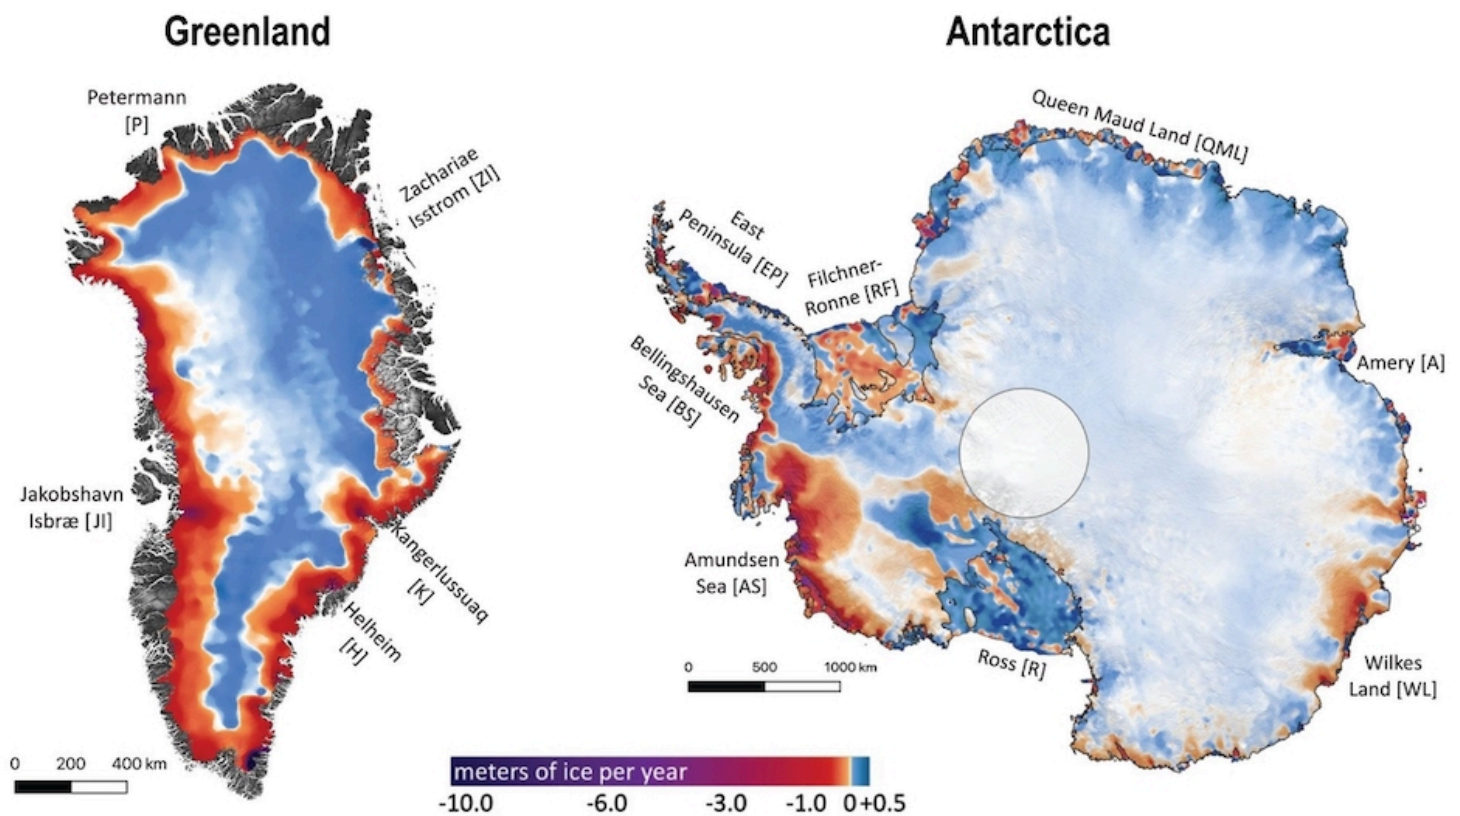 Greenland
Antarctica
Petermann
[P]
Zachariae
Isstrom [ZI]
Jakobshavn
Isbræ [JI]
Kangerlussuaq
[K]
Helheim
[H]
0 200 400 km
Queen Maud Land [QML]
East
Peninsula [EP]
Filchner-
Ronne [RF]
Bellingshausen
Sea [BS]
Amery [A]
Amundsen
Sea [AS]
Ross [R]
Wilkes
Land [WL]
0 500 1000 km
meters of ice per year
-10.0 -6.0 -3.0 -1.0 0 +0.5